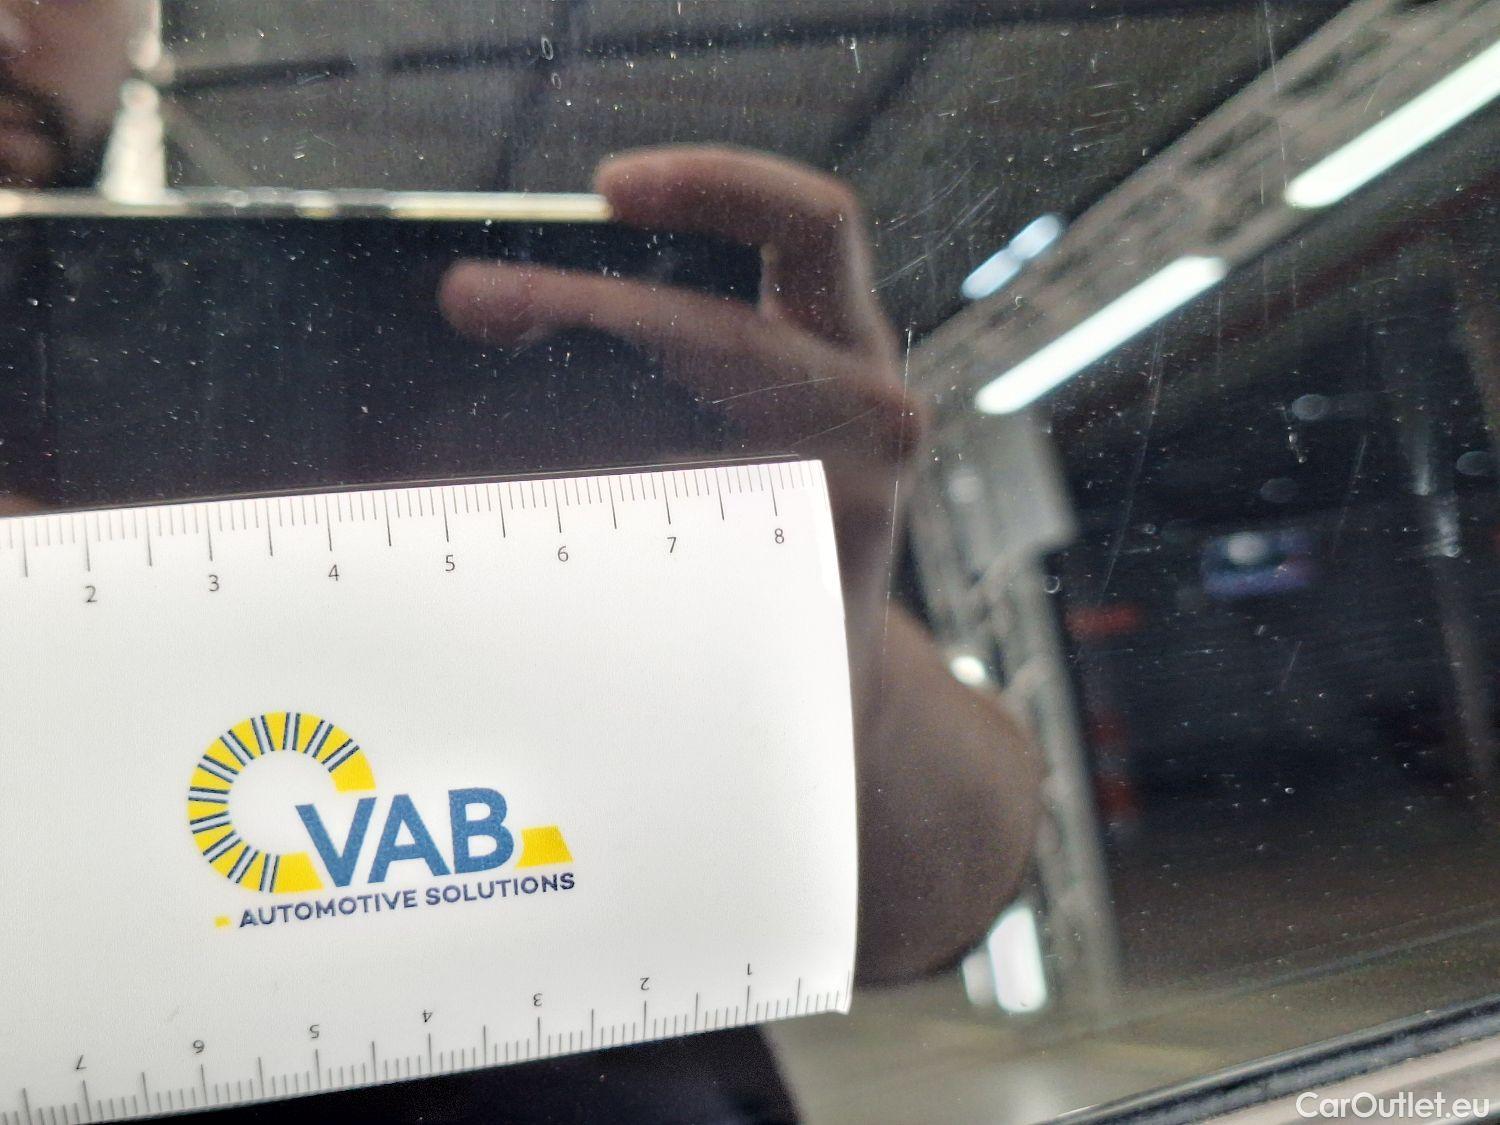 2 3 4 5 6 7 8
VAB
AUTOMOTIVE SOLUTIONS
7 6 5 4 3 2 1
CarOutlet.eu